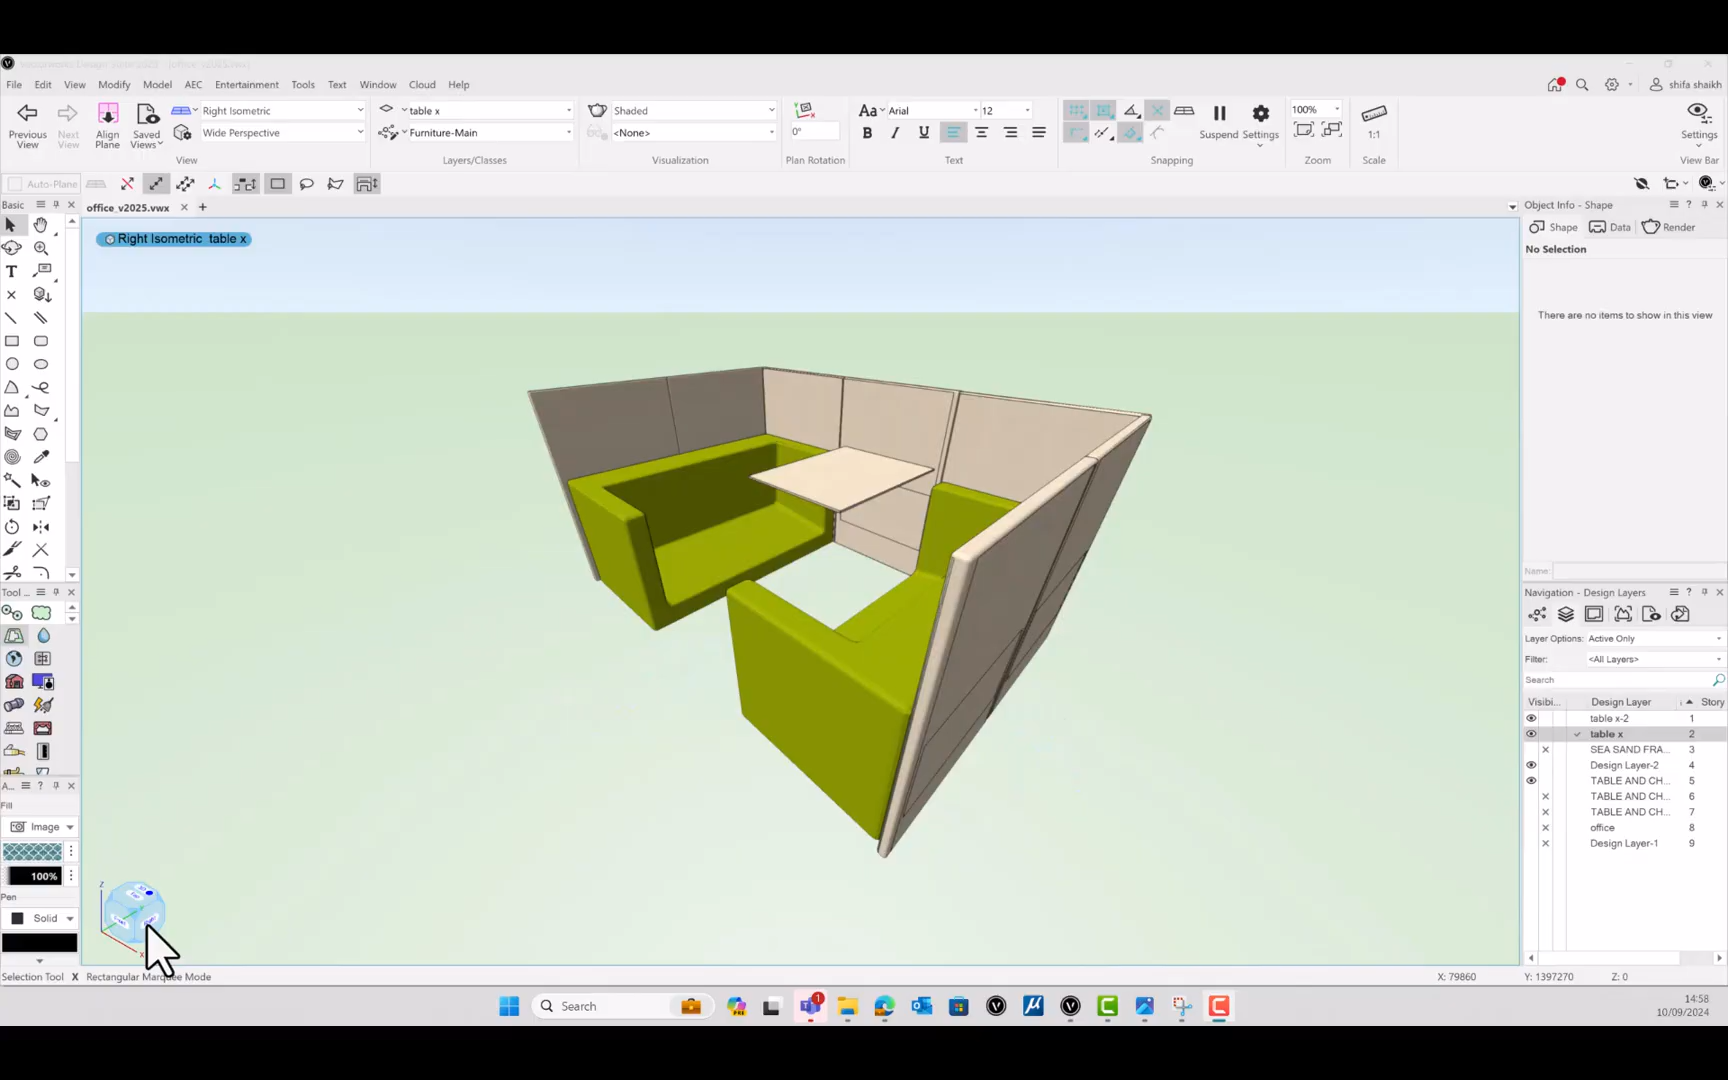 File Edit View Modify Model AEC Entertainment Tools Text Window Cloud Help
shifa shaikh
Previous View
Next View
Align Plane
Saved Views
Right Isometric
Wide Perspective
View
table x
Furniture-Main
Layers/Classes
Shaded
<None>
Visualization
0°
Plan Rotation
Aa Arial 12
B I U
Text
Suspend
Settings
Snapping
100%
Zoom
1:1
Scale
Settings
View Bar
Auto-Plane
Basic
office_v2025.vwx
Right Isometric table x
Object Info - Shape
Shape Data Render
No Selection
There are no items to show in this view
Name:
Tool ...
A...
Fill
Image
100%
Pen
Solid
Navigation - Design Layers
Layer Options: Active Only
Filter: <All Layers>
Search
Visibi... Design Layer Story
table x-2 1
table x 2
SEA SAND FRA... 3
Design Layer-2 4
TABLE AND CH... 5
TABLE AND CH... 6
TABLE AND CH... 7
office 8
Design Layer-1 9
Z
Selection Tool X Rectangular Marquee Mode
X: 79860 Y: 1397270 Z: 0
Search
PRE
1
14:58
10/09/2024